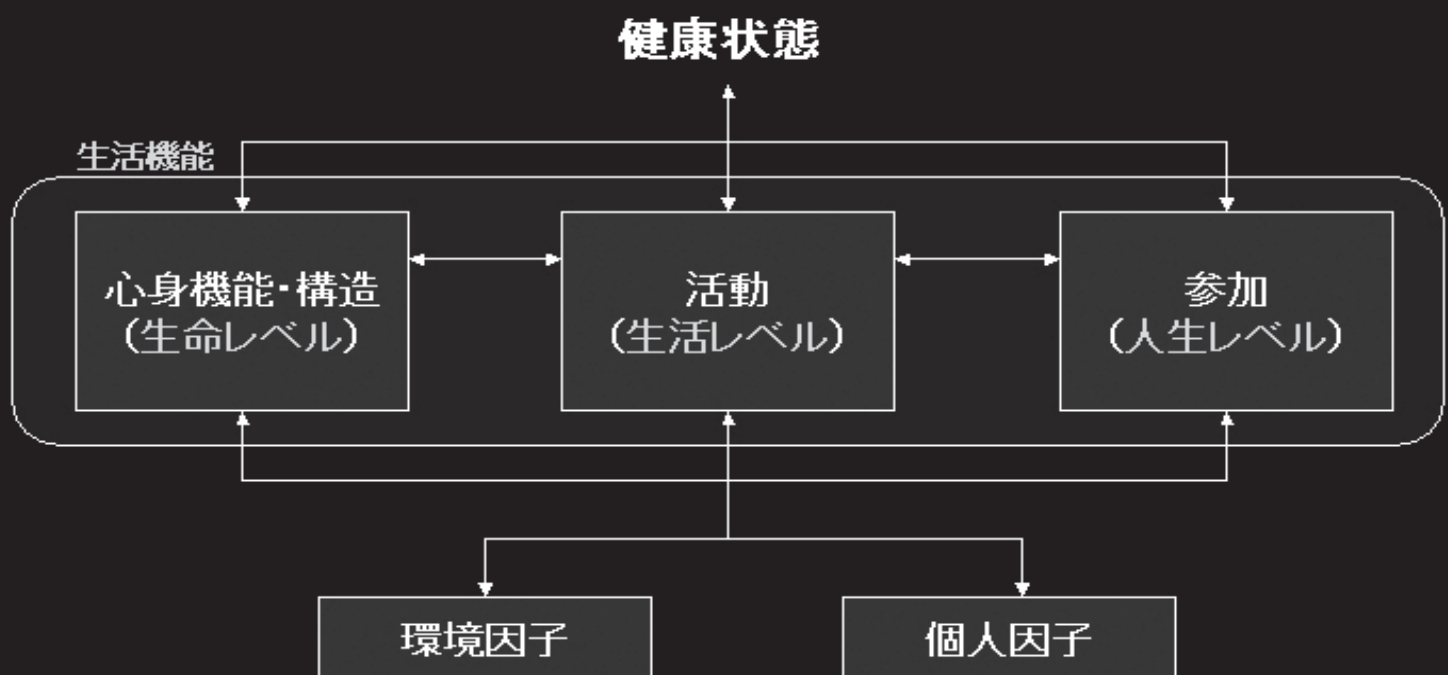 健康状態
生活機能
心身機能・構造
(生命レベル)
活動
(生活レベル)
参加
(人生レベル)
環境因子
個人因子